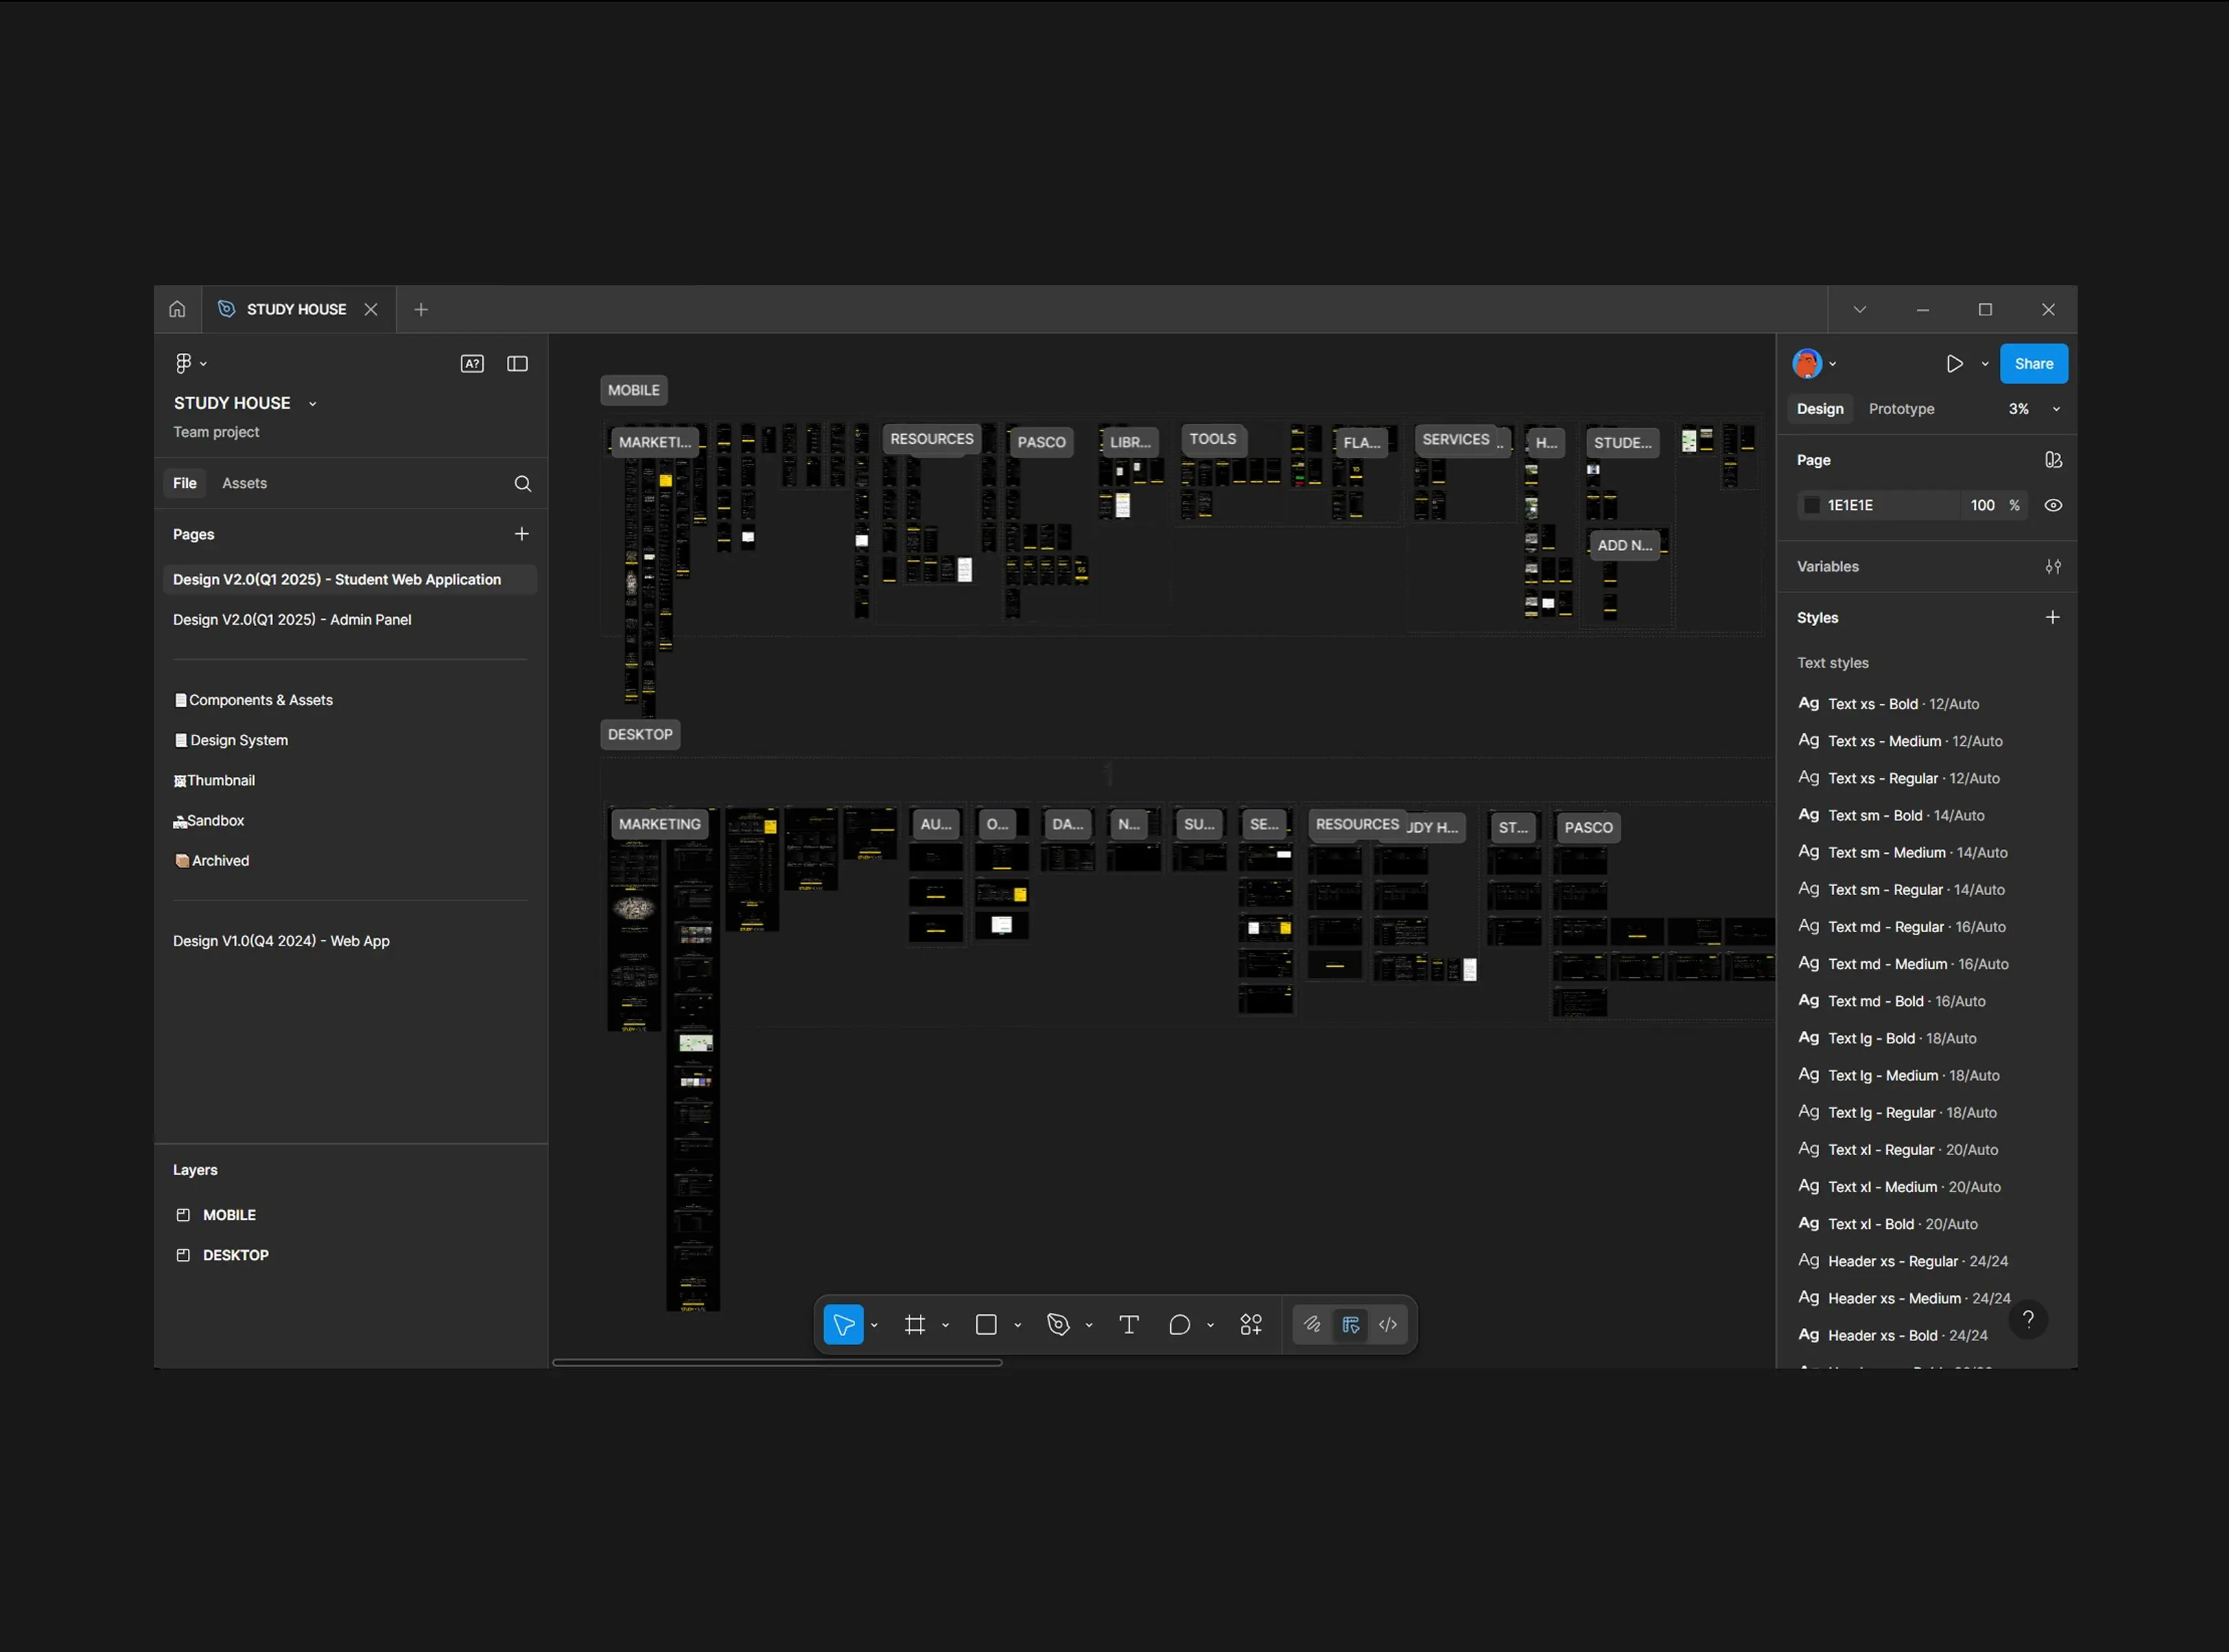 STUDY HOUSE
A?
STUDY HOUSE
Team project
File
Assets
Pages
Design V2.0(Q1 2025) - Student Web Application
Design V2.0(Q1 2025) - Admin Panel
Components & Assets
Design System
Thumbnail
Sandbox
Archived
Design V1.0(Q4 2024) - Web App
Layers
MOBILE
DESKTOP
MOBILE
MARKETI...
RESOURCES
PASCO
LIBR...
TOOLS
FLA...
SERVICES
..
H...
STUDE...
ADD N...
DESKTOP
MARKETING
AU...
O...
DA...
N...
SU...
SE...
RESOURCES
UDY H...
ST...
PASCO
Share
Design
Prototype
3%
Page
1E1E1E
100 %
Variables
Styles
Text styles
Ag Text xs - Bold · 12/Auto
Ag Text xs - Medium · 12/Auto
Ag Text xs - Regular · 12/Auto
Ag Text sm - Bold · 14/Auto
Ag Text sm - Medium · 14/Auto
Ag Text sm - Regular · 14/Auto
Ag Text md - Regular · 16/Auto
Ag Text md - Medium · 16/Auto
Ag Text md - Bold · 16/Auto
Ag Text lg - Bold · 18/Auto
Ag Text lg - Medium · 18/Auto
Ag Text lg - Regular · 18/Auto
Ag Text xl - Regular · 20/Auto
Ag Text xl - Medium · 20/Auto
Ag Text xl - Bold · 20/Auto
Ag Header xs - Regular · 24/24
Ag Header xs - Medium · 24/24
Ag Header xs - Bold · 24/24
?